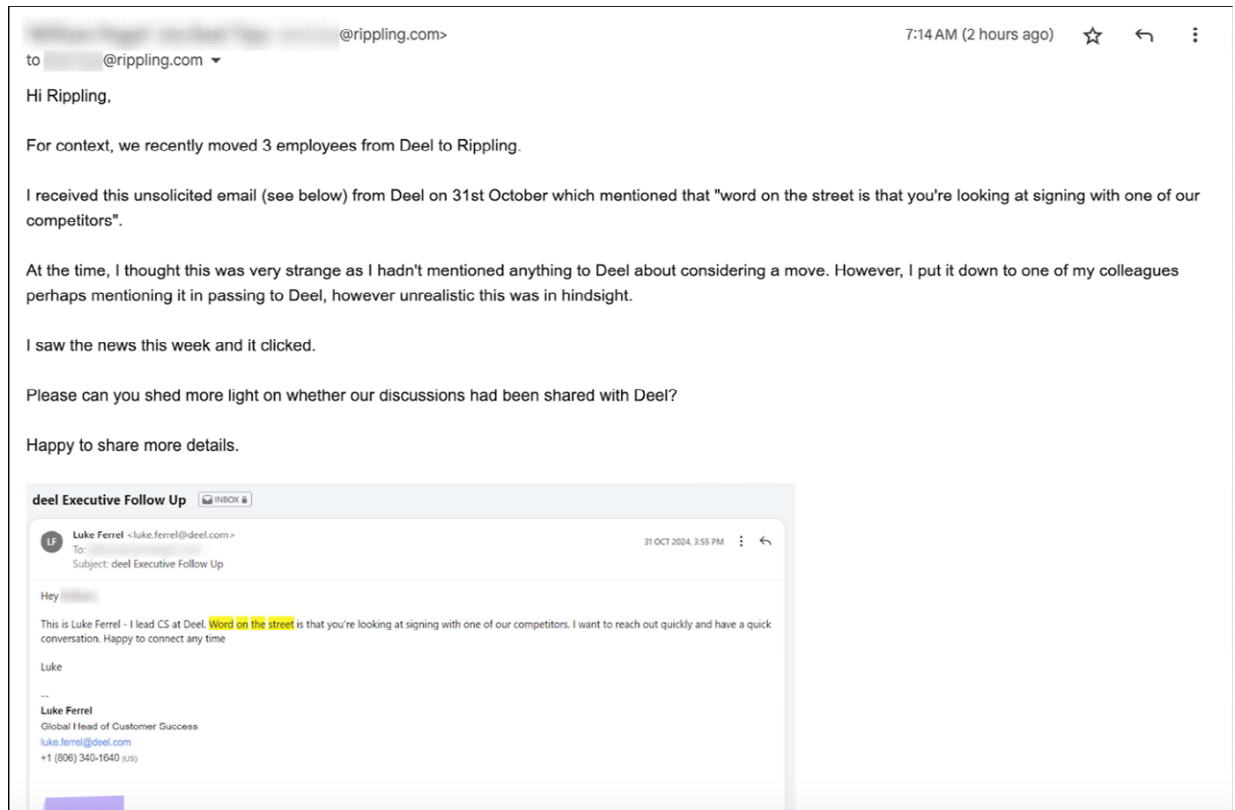 @rippling.com>
7:14 AM (2 hours ago)
to @rippling.com
Hi Rippling,
For context, we recently moved 3 employees from Deel to Rippling.
I received this unsolicited email (see below) from Deel on 31st October which mentioned that "word on the street is that you're looking at signing with one of our
competitors".
At the time, I thought this was very strange as I hadn't mentioned anything to Deel about considering a move. However, I put it down to one of my colleagues
perhaps mentioning it in passing to Deel, however unrealistic this was in hindsight.
I saw the news this week and it clicked.
Please can you shed more light on whether our discussions had been shared with Deel?
Happy to share more details.
deel Executive Follow Up INBOX
LF
Luke Ferrel <luke.ferrel@deel.com>
31 OCT 2024, 3:55 PM
To:
Subject: deel Executive Follow Up
Hey
This is Luke Ferrel - I lead CS at Deel. Word on the street is that you're looking at signing with one of our competitors. I want to reach out quickly and have a quick
conversation. Happy to connect any time
Luke
--
Luke Ferrel
Global Head of Customer Success
luke.ferrel@deel.com
+1 (806) 340-1640 (US)